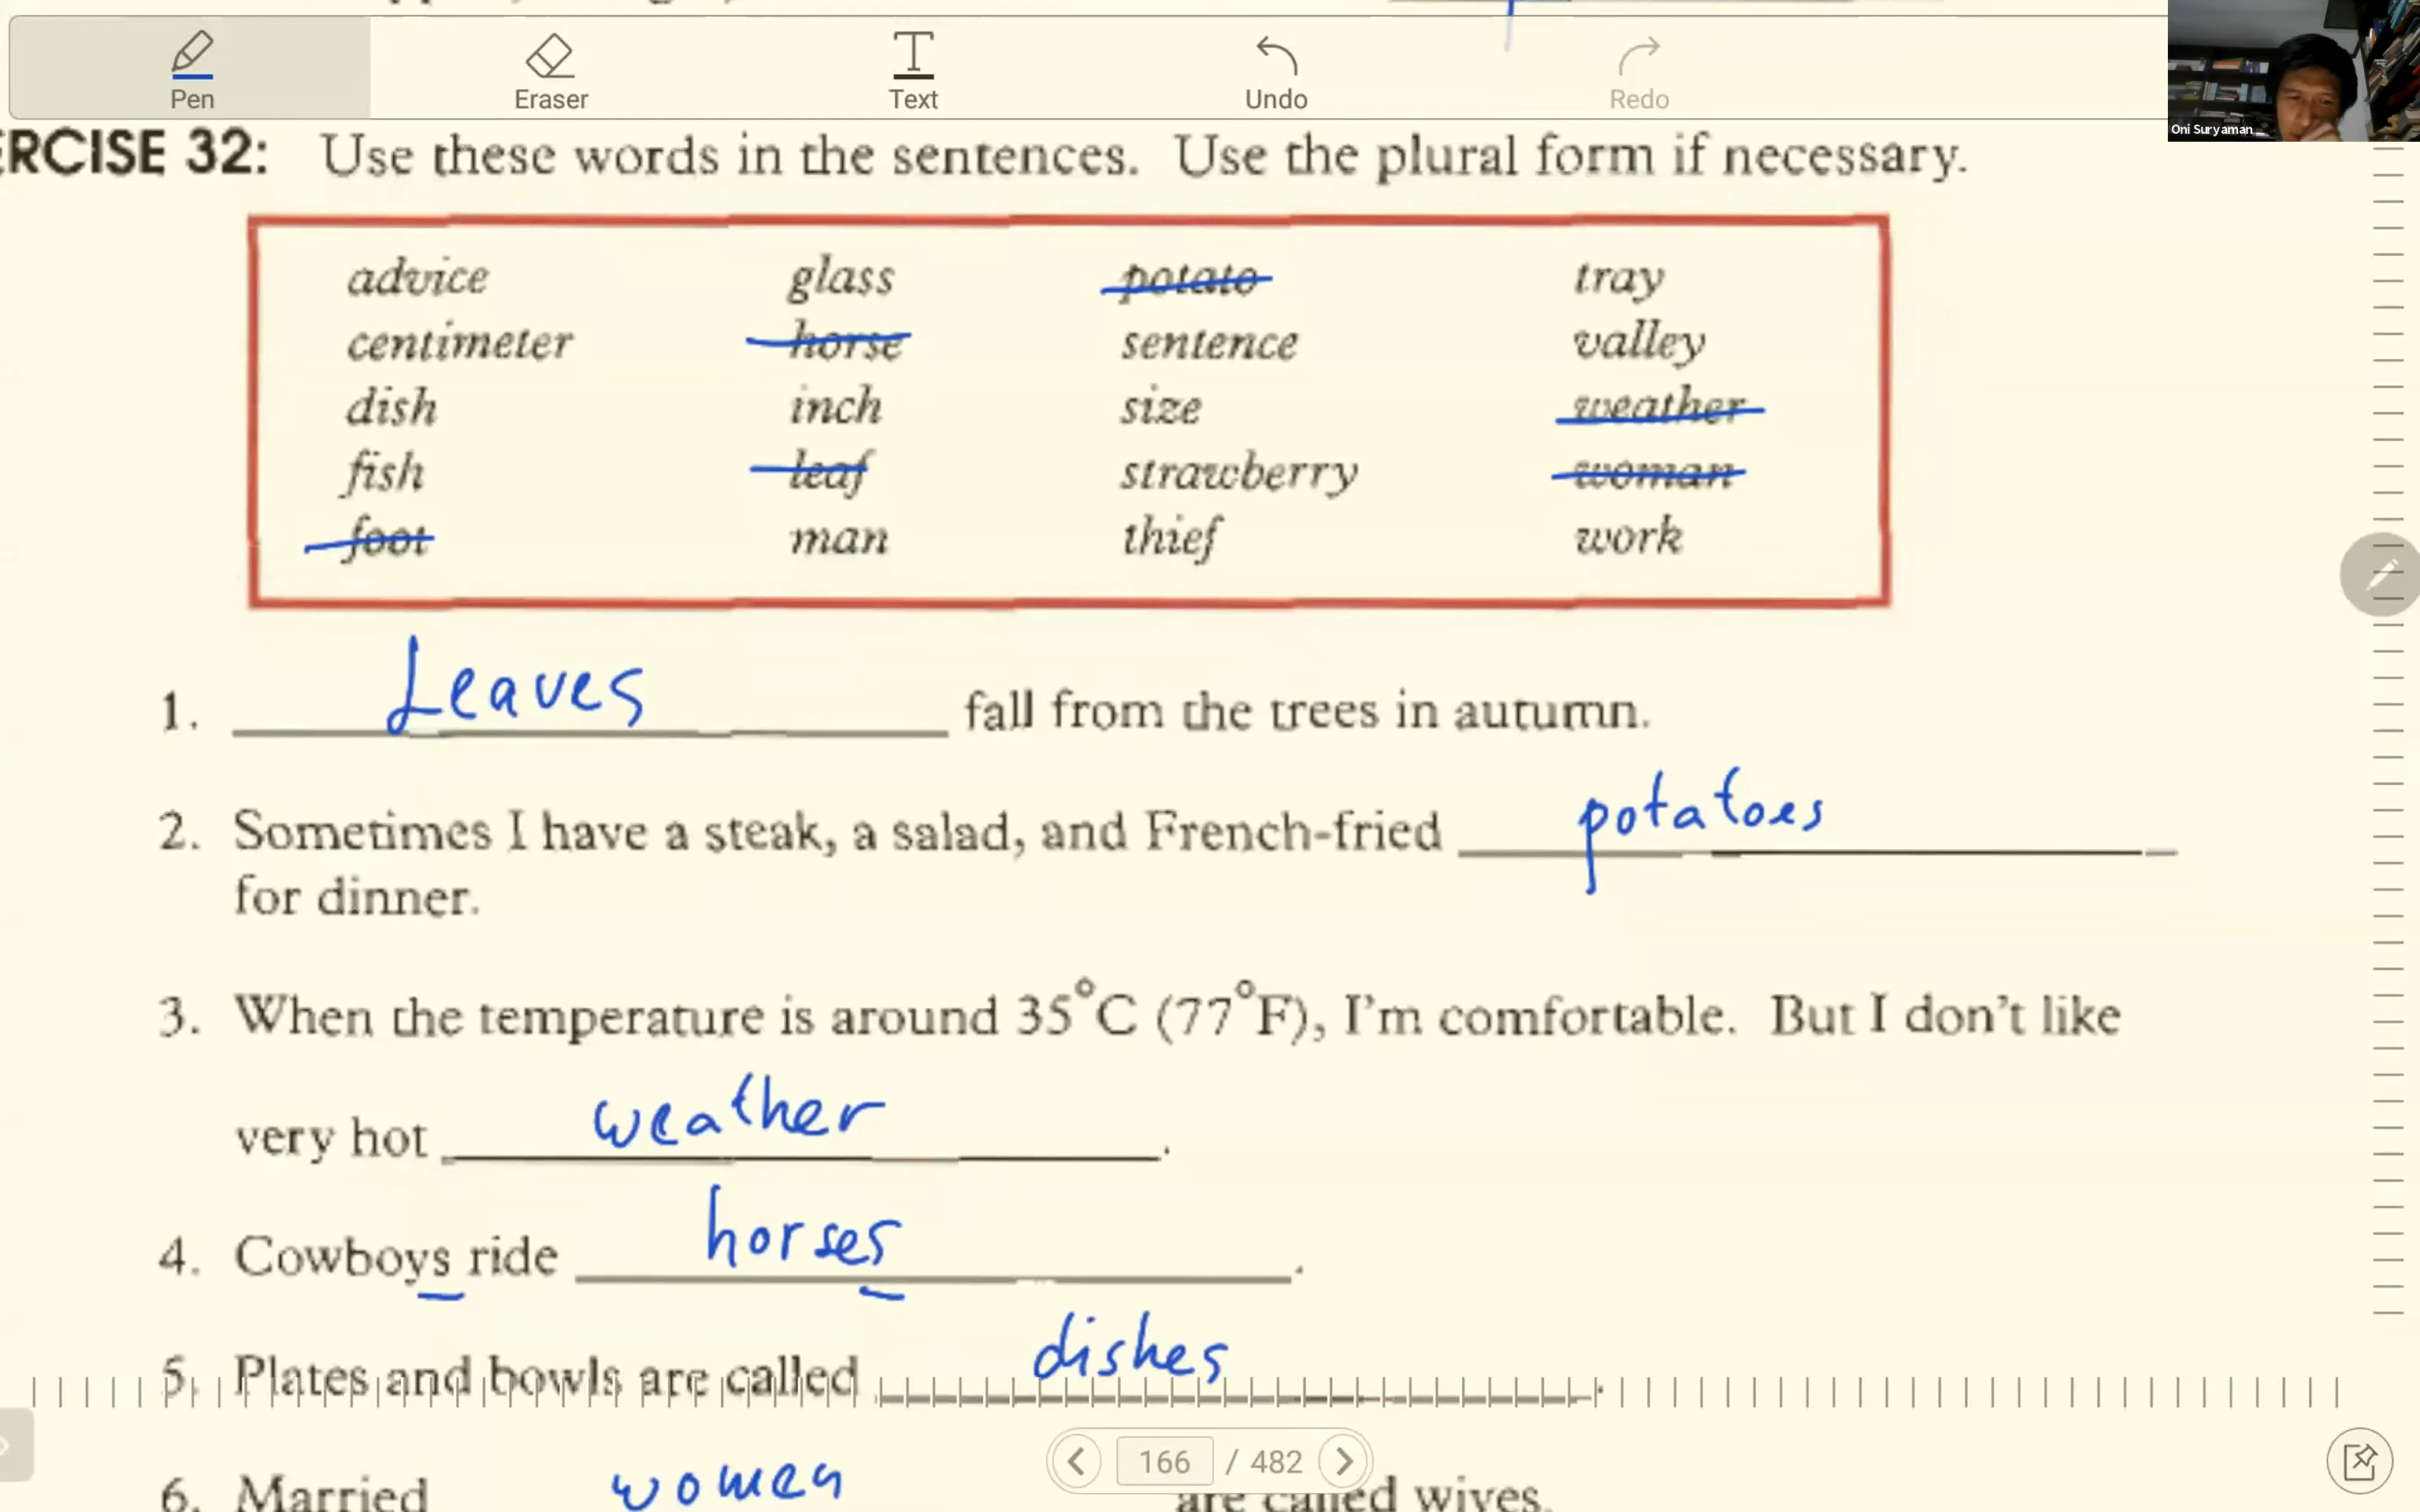 Pen Eraser Text Undo Redo
Oni Suryaman
ERCISE 32: Use these words in the sentences. Use the plural form if necessary.
advice glass potato tray
centimeter horse sentence valley
dish inch size weather
fish leaf strawberry woman
foot man thief work
1. Leaves fall from the trees in autumn.
2. Sometimes I have a steak, a salad, and French-fried potatoes
for dinner.
3. When the temperature is around 35°C (77°F), I'm comfortable. But I don't like
very hot weather.
4. Cowboys ride horses.
5. Plates and bowls are called dishes.
166 / 482
6. Married women are called wives.